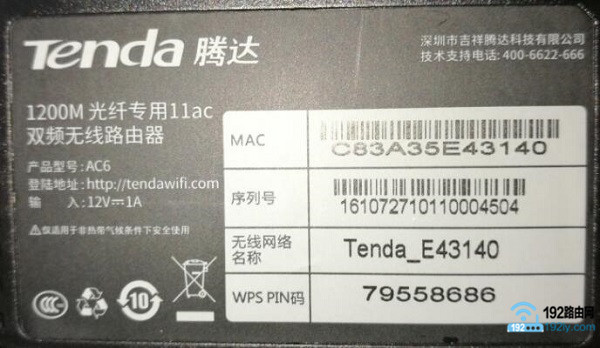 Tenda 腾达
深圳市吉祥腾达科技有限公司
技术支持电话: 400-6622-666
1200M 光纤专用11ac
双频无线路由器
产品型号: AC6
登陆地址: http://tendawifi.com
输 入: 12V⎓1A
⚠仅适用于非热带气候条件下安全使用
MAC
C83A35E43140
序列号
161072710110004504
无线网络
名称
Tenda_E43140
WPS PIN码
79558686
CCC
10
192路由网
192
192ly.com